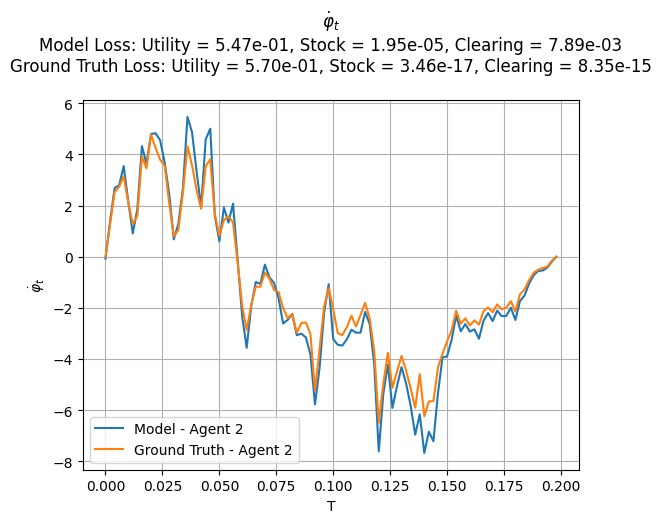 φ̇ₜ
Model Loss: Utility = 5.47e-01, Stock = 1.95e-05, Clearing = 7.89e-03
Ground Truth Loss: Utility = 5.70e-01, Stock = 3.46e-17, Clearing = 8.35e-15
6
4
2
0
−2
−4
−6
−8
φ̇ₜ
Model - Agent 2
Ground Truth - Agent 2
0.000 0.025 0.050 0.075 0.100 0.125 0.150 0.175 0.200
T